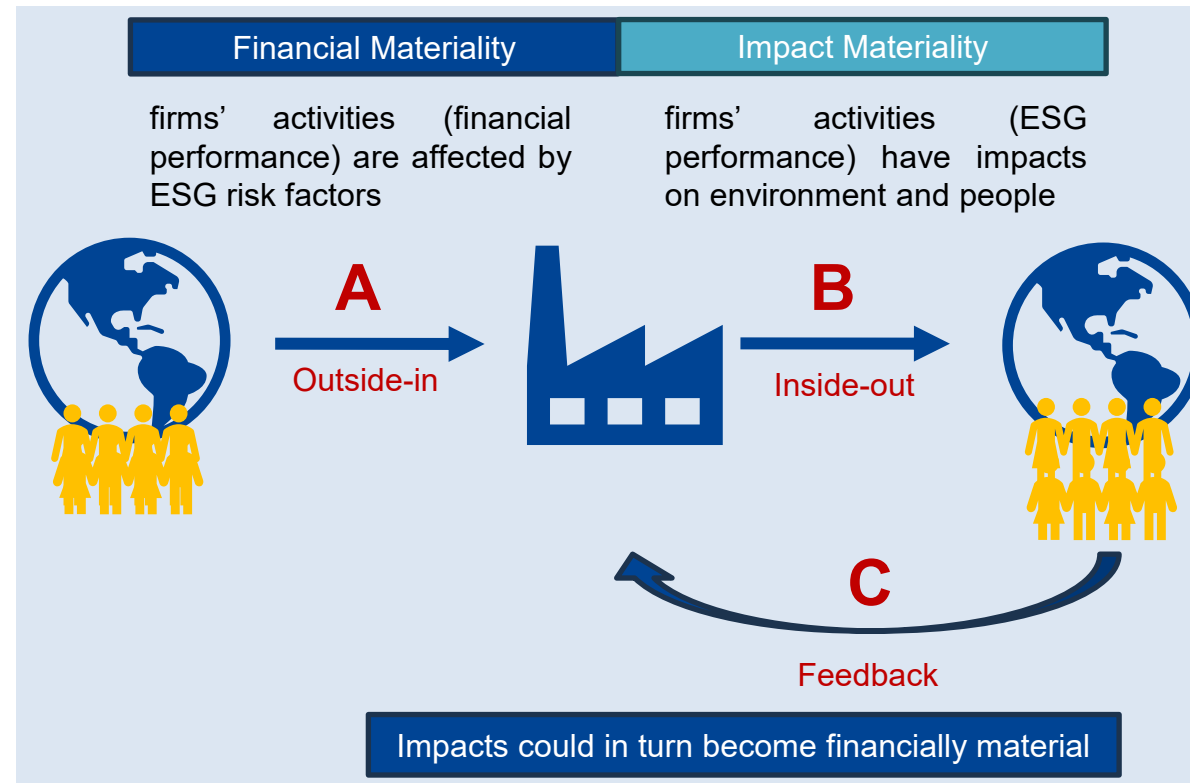 Financial Materiality
Impact Materiality
firms' activities (financial
performance) are affected by
ESG risk factors
firms' activities (ESG
performance) have impacts
on environment and people
A
Outside-in
B
Inside-out
C
Feedback
Impacts could in turn become financially material